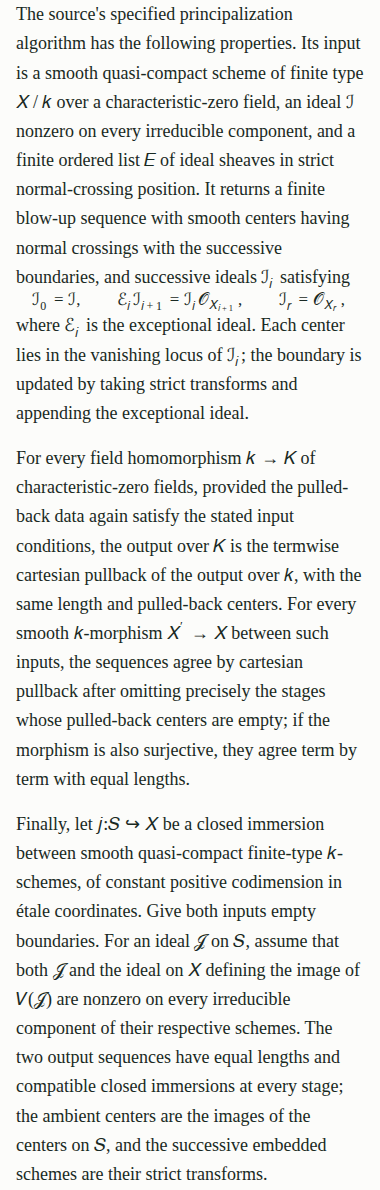 The source's specified principalization
algorithm has the following properties. Its input
is a smooth quasi-compact scheme of finite type
X / k over a characteristic-zero field, an ideal ℐ
nonzero on every irreducible component, and a
finite ordered list E of ideal sheaves in strict
normal-crossing position. It returns a finite
blow-up sequence with smooth centers having
normal crossings with the successive
boundaries, and successive ideals ℐ_i satisfying
ℐ_0 = ℐ, ℰ_i ℐ_{i+1} = ℐ_i 𝒪_{X_{i+1}}, ℐ_r = 𝒪_{X_r},
where ℰ_i is the exceptional ideal. Each center
lies in the vanishing locus of ℐ_i; the boundary is
updated by taking strict transforms and
appending the exceptional ideal.
For every field homomorphism k → K of
characteristic-zero fields, provided the pulled-
back data again satisfy the stated input
conditions, the output over K is the termwise
cartesian pullback of the output over k, with the
same length and pulled-back centers. For every
smooth k-morphism X′ → X between such
inputs, the sequences agree by cartesian
pullback after omitting precisely the stages
whose pulled-back centers are empty; if the
morphism is also surjective, they agree term by
term with equal lengths.
Finally, let j:S ↪ X be a closed immersion
between smooth quasi-compact finite-type k-
schemes, of constant positive codimension in
étale coordinates. Give both inputs empty
boundaries. For an ideal 𝒥 on S, assume that
both 𝒥 and the ideal on X defining the image of
V(𝒥) are nonzero on every irreducible
component of their respective schemes. The
two output sequences have equal lengths and
compatible closed immersions at every stage;
the ambient centers are the images of the
centers on S, and the successive embedded
schemes are their strict transforms.